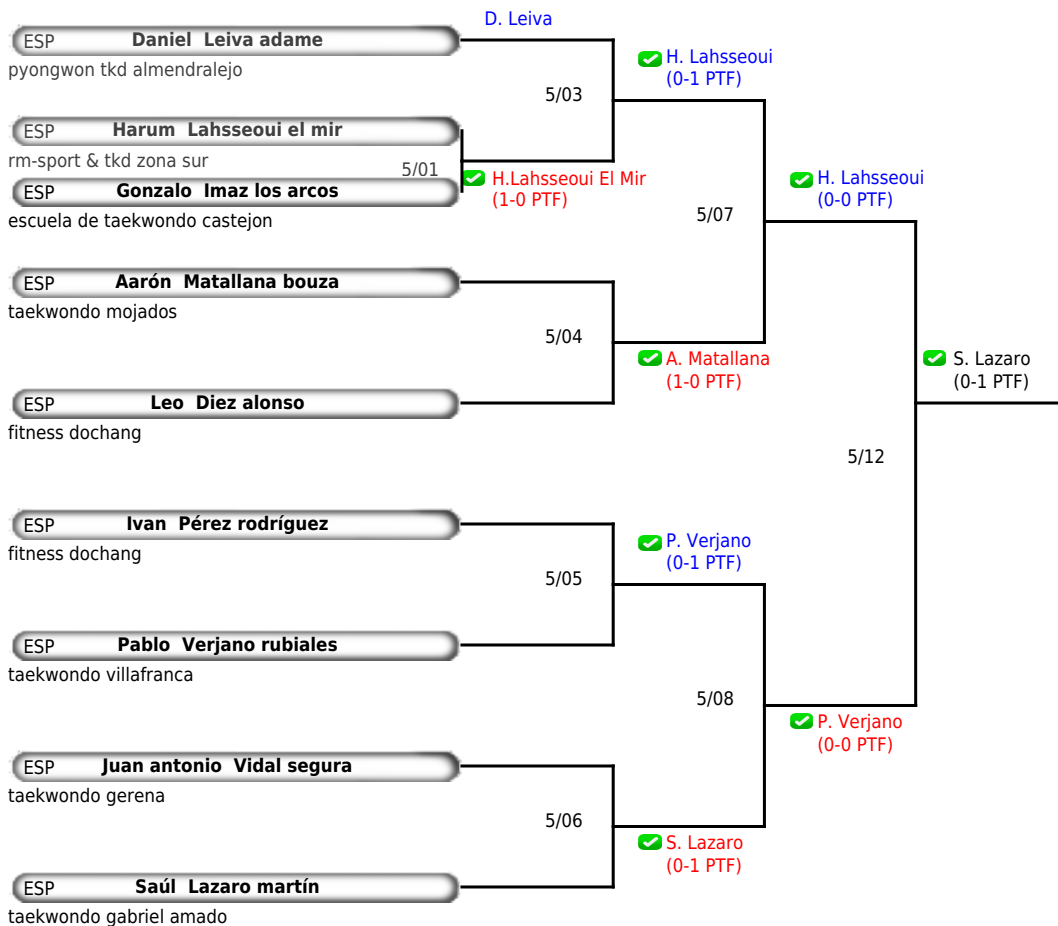 D. Leiva
ESP Daniel Leiva adame
pyongwon tkd almendralejo
H. Lahsseoui
(0-1 PTF)
5/03
ESP Harum Lahsseoui el mir
rm-sport & tkd zona sur
5/01
H.Lahsseoui El Mir
(1-0 PTF)
H. Lahsseoui
(0-0 PTF)
ESP Gonzalo Imaz los arcos
escuela de taekwondo castejon
5/07
ESP Aarón Matallana bouza
taekwondo mojados
5/04
A. Matallana
(1-0 PTF)
S. Lazaro
(0-1 PTF)
ESP Leo Diez alonso
fitness dochang
5/12
ESP Ivan Pérez rodríguez
fitness dochang
P. Verjano
(0-1 PTF)
5/05
ESP Pablo Verjano rubiales
taekwondo villafranca
5/08
P. Verjano
(0-0 PTF)
ESP Juan antonio Vidal segura
taekwondo gerena
5/06
S. Lazaro
(0-1 PTF)
ESP Saúl Lazaro martín
taekwondo gabriel amado